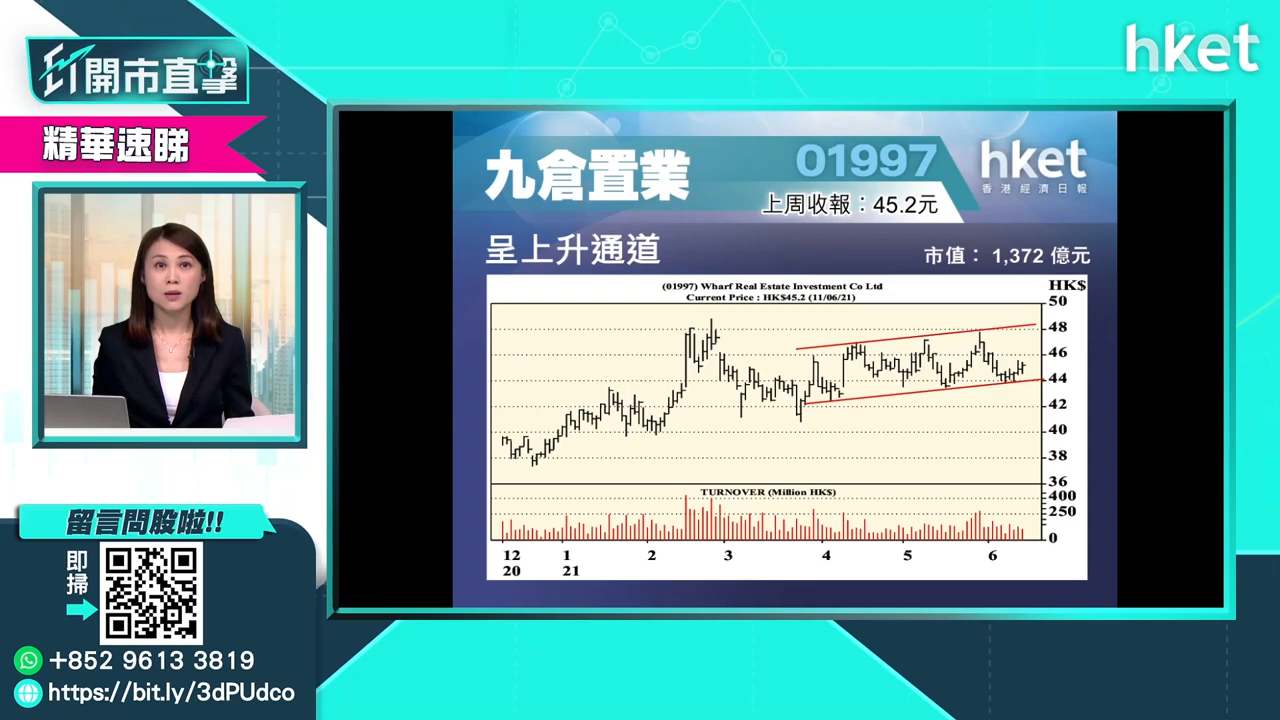 開市直擊
hket
精華速睇
九倉置業
01997
hket
香港經濟日報
上周收報：45.2元
呈上升通道
市值： 1,372 億元
(01997) Wharf Real Estate Investment Co Ltd
HK$
Current Price : HK$45.2 (11/06/21)
50
48
46
44
42
40
38
36
TURNOVER (Million HK$)
400
250
0
12 1 2 3 4 5 6
20 21
留言問股啦!!
即掃
+852 9613 3819
https://bit.ly/3dPUdco